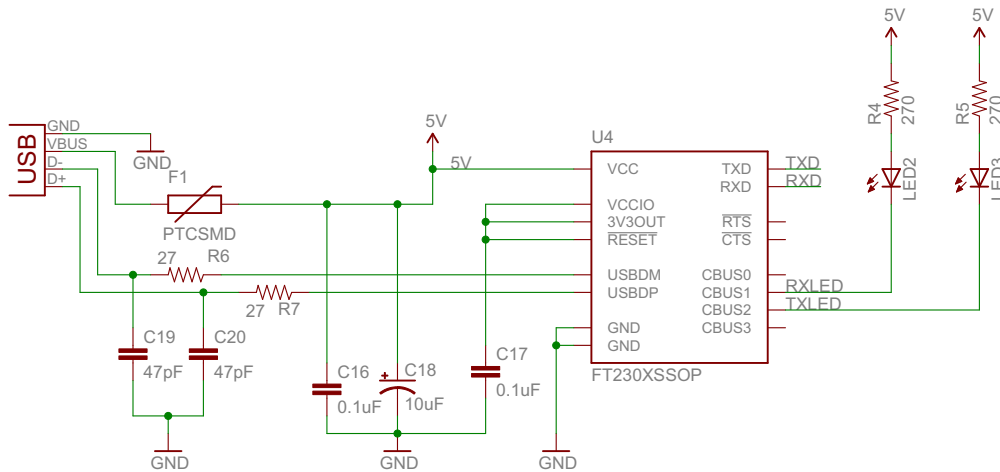 5V
5V
R4
270
R5
270
LED2
LED3
USB
GND
VBUS
D-
D+
GND
F1
PTCSMD
5V
5V
27
R6
27
R7
C19
47pF
C20
47pF
GND
C16
0.1uF
C18
10uF
GND
C17
0.1uF
GND
U4
VCC
VCCIO
3V3OUT
RESET
USBDM
USBDP
GND
GND
TXD
RXD
RTS
CTS
CBUS0
CBUS1
CBUS2
CBUS3
FT230XSSOP
TXD
RXD
RXLED
TXLED
+